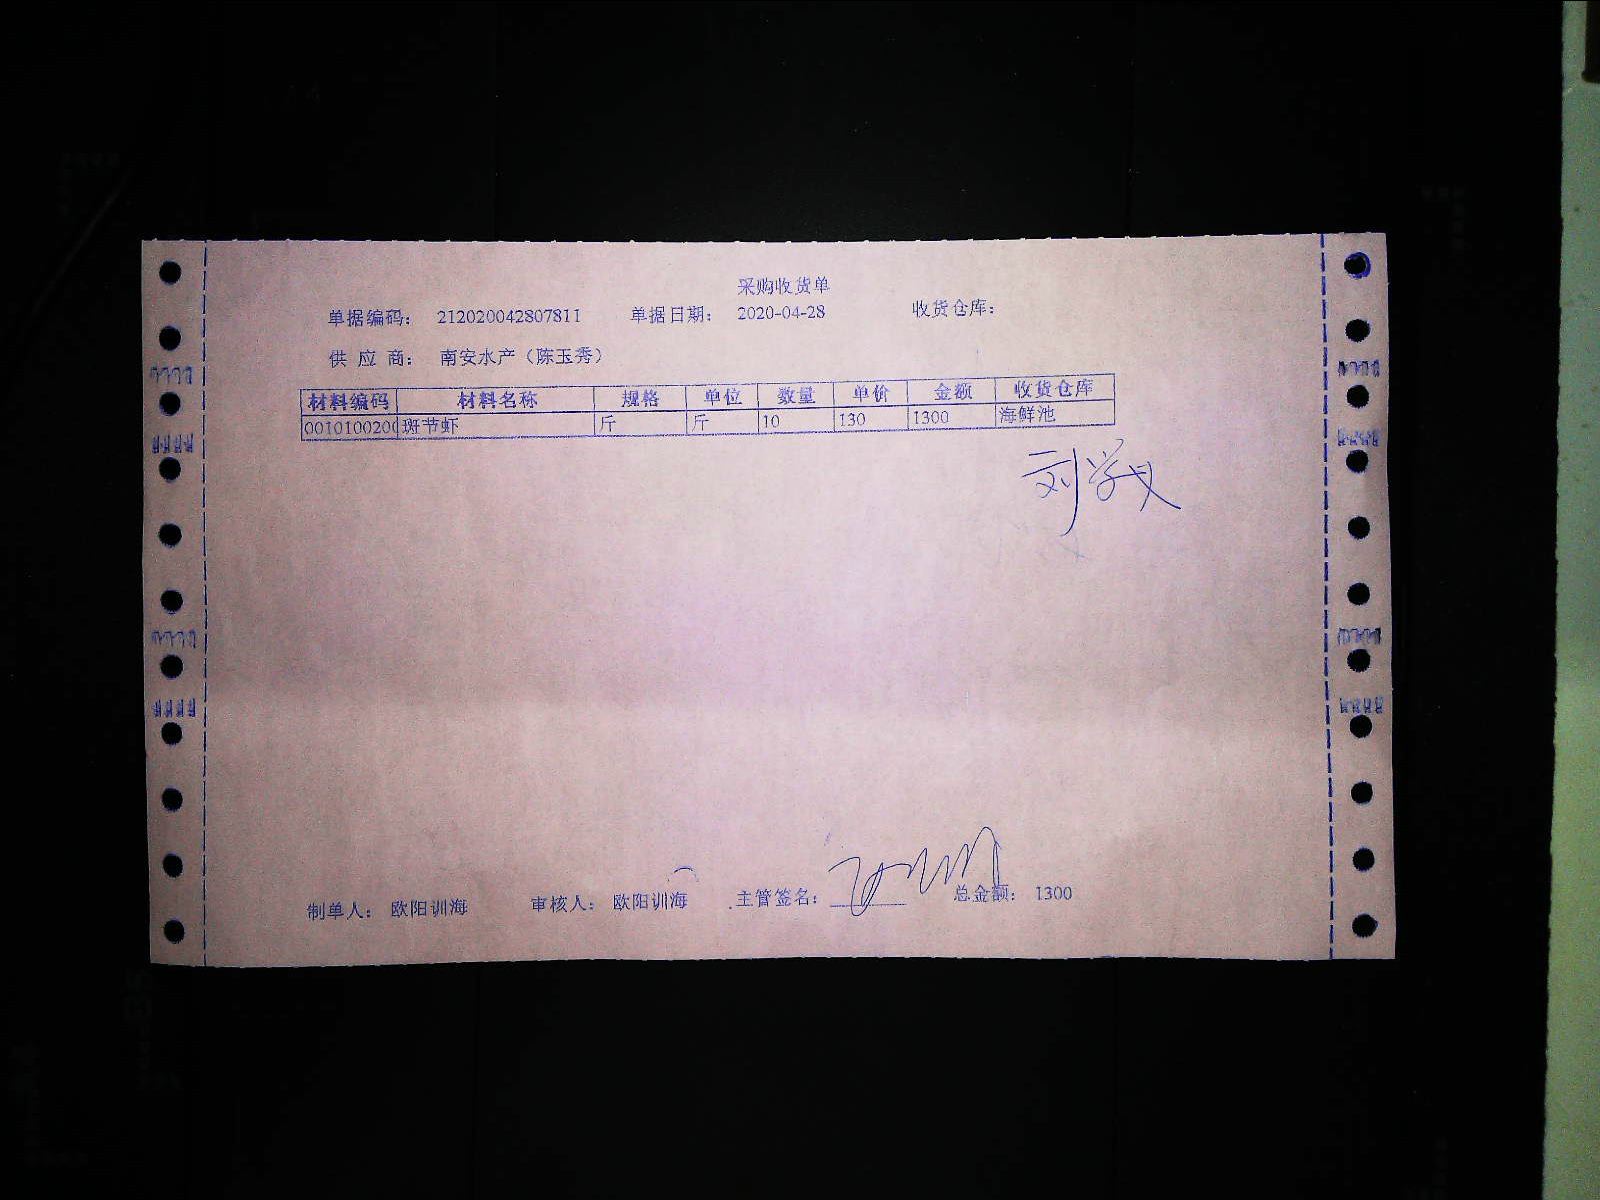 采购收货单
单据编码： 212020042807811 单据日期： 2020-04-28 收货仓库：
供 应 商： 南安水产（陈玉秀）
材料编码 材料名称 规格 单位 数量 单价 金额 收货仓库
0010100200 斑节虾 斤 斤 10 130 1300 海鲜池
制单人： 欧阳训海 审核人： 欧阳训海 主管签名： 总金额： 1300